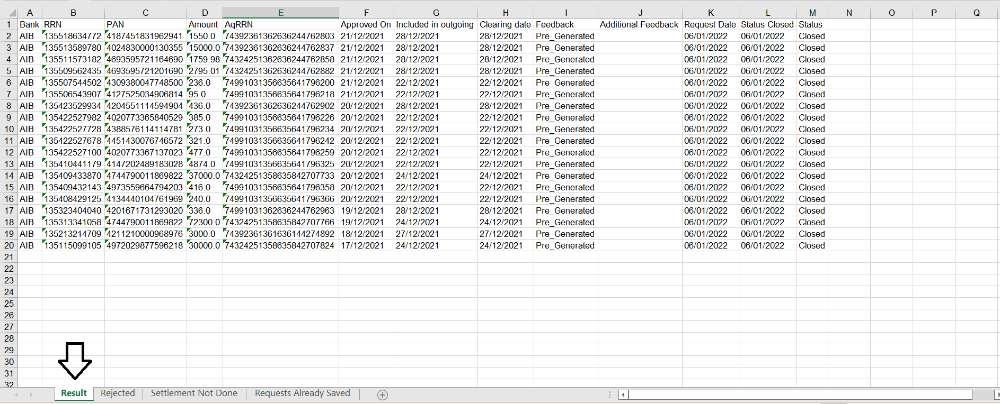 A B C D E F G H I J K L M N O P Q
1 Bank RRN PAN Amount AqRRN Approved On Included in outgoing Clearing date Feedback Additional Feedback Request Date Status Closed Status
2 AIB 135518634772 4187451831962941 1550.0 74392361362636244762803 21/12/2021 28/12/2021 28/12/2021 Pre_Generated 06/01/2022 06/01/2022 Closed
3 AIB 135513589780 4024830000130355 15000.0 74392361362636244762837 21/12/2021 28/12/2021 28/12/2021 Pre_Generated 06/01/2022 06/01/2022 Closed
4 AIB 135511573182 4693595721164690 1759.98 74324251362636244762858 21/12/2021 28/12/2021 28/12/2021 Pre_Generated 06/01/2022 06/01/2022 Closed
5 AIB 135509562435 4693595721201690 2795.01 74324251362636244762882 21/12/2021 28/12/2021 28/12/2021 Pre_Generated 06/01/2022 06/01/2022 Closed
6 AIB 135507544502 4309380047748500 236.0 74991031356635641796200 21/12/2021 22/12/2021 22/12/2021 Pre_Generated 06/01/2022 06/01/2022 Closed
7 AIB 135506543907 4127525034906814 95.0 74991031356635641796218 21/12/2021 22/12/2021 22/12/2021 Pre_Generated 06/01/2022 06/01/2022 Closed
8 AIB 135423529934 4204551114594904 436.0 74392361362636244762902 20/12/2021 28/12/2021 28/12/2021 Pre_Generated 06/01/2022 06/01/2022 Closed
9 AIB 135422527982 4020773365840529 385.0 74991031356635641796226 20/12/2021 22/12/2021 22/12/2021 Pre_Generated 06/01/2022 06/01/2022 Closed
10 AIB 135422527728 4388576114114781 273.0 74991031356635641796234 20/12/2021 22/12/2021 22/12/2021 Pre_Generated 06/01/2022 06/01/2022 Closed
11 AIB 135422527678 4451430076746572 321.0 74991031356635641796242 20/12/2021 22/12/2021 22/12/2021 Pre_Generated 06/01/2022 06/01/2022 Closed
12 AIB 135422527100 4020773367137023 477.0 74991031356635641796259 20/12/2021 22/12/2021 22/12/2021 Pre_Generated 06/01/2022 06/01/2022 Closed
13 AIB 135410441179 4147202489183028 4874.0 74991031356635641796325 20/12/2021 22/12/2021 22/12/2021 Pre_Generated 06/01/2022 06/01/2022 Closed
14 AIB 135409433870 4744790011869822 37000.0 74324251358635842707733 20/12/2021 24/12/2021 24/12/2021 Pre_Generated 06/01/2022 06/01/2022 Closed
15 AIB 135409432143 4973559664794203 416.0 74991031356635641796358 20/12/2021 22/12/2021 22/12/2021 Pre_Generated 06/01/2022 06/01/2022 Closed
16 AIB 135408429125 4134440104761969 240.0 74991031356635641796366 20/12/2021 22/12/2021 22/12/2021 Pre_Generated 06/01/2022 06/01/2022 Closed
17 AIB 135323404040 4201671731293020 336.0 74991031362636244762963 19/12/2021 28/12/2021 28/12/2021 Pre_Generated 06/01/2022 06/01/2022 Closed
18 AIB 135313341058 4744790011869822 72300.0 74324251358635842707766 19/12/2021 24/12/2021 24/12/2021 Pre_Generated 06/01/2022 06/01/2022 Closed
19 AIB 135213214709 4211210000968976 3000.0 74392361361636144274892 18/12/2021 27/12/2021 27/12/2021 Pre_Generated 06/01/2022 06/01/2022 Closed
20 AIB 135115099105 4972029877596218 30000.0 74324251358635842707824 17/12/2021 24/12/2021 24/12/2021 Pre_Generated 06/01/2022 06/01/2022 Closed
21
22
23
24
25
26
27
28
29
30
31
32
Result Rejected Settlement Not Done Requests Already Saved